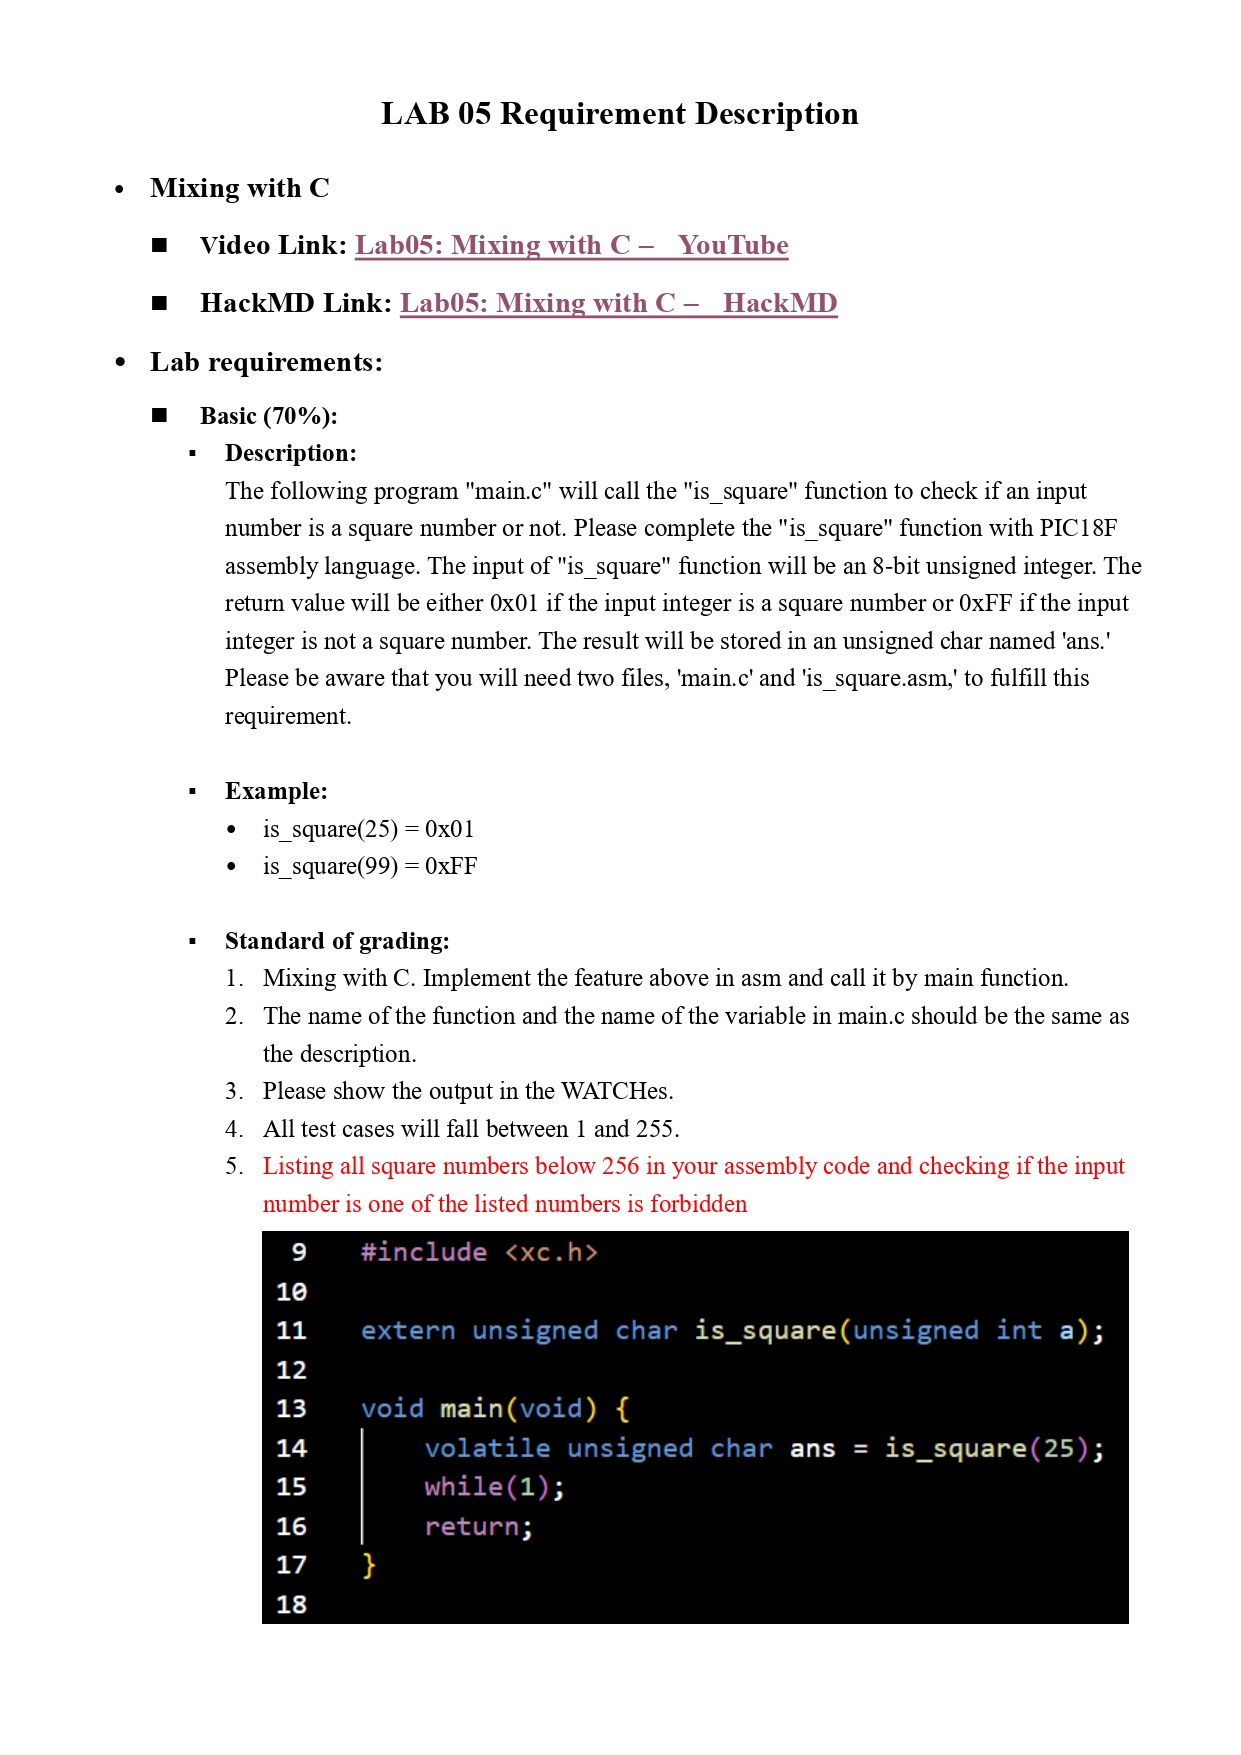 LAB 05 Requirement Description
• Mixing with C
■ Video Link: Lab05: Mixing with C – YouTube
■ HackMD Link: Lab05: Mixing with C – HackMD
• Lab requirements:
■ Basic (70%):
▪ Description:
The following program "main.c" will call the "is_square" function to check if an input
number is a square number or not. Please complete the "is_square" function with PIC18F
assembly language. The input of "is_square" function will be an 8-bit unsigned integer. The
return value will be either 0x01 if the input integer is a square number or 0xFF if the input
integer is not a square number. The result will be stored in an unsigned char named 'ans.'
Please be aware that you will need two files, 'main.c' and 'is_square.asm,' to fulfill this
requirement.
▪ Example:
• is_square(25) = 0x01
• is_square(99) = 0xFF
▪ Standard of grading:
1. Mixing with C. Implement the feature above in asm and call it by main function.
2. The name of the function and the name of the variable in main.c should be the same as
the description.
3. Please show the output in the WATCHes.
4. All test cases will fall between 1 and 255.
5. Listing all square numbers below 256 in your assembly code and checking if the input
number is one of the listed numbers is forbidden
9 #include <xc.h>
10
11 extern unsigned char is_square(unsigned int a);
12
13 void main(void) {
14 volatile unsigned char ans = is_square(25);
15 while(1);
16 return;
17 }
18